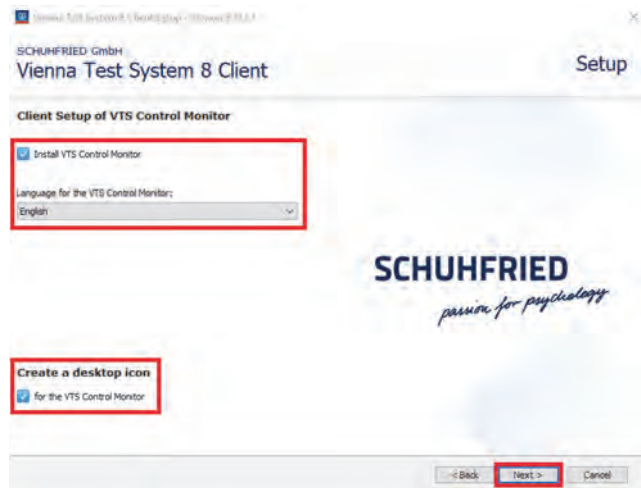 SCHUHFRIED GmbH
Vienna Test System 8 Client
Setup
Client Setup of VTS Control Monitor
Install VTS Control Monitor
Language for the VTS Control Monitor:
English
SCHUHFRIED
passion for psychology
Create a desktop icon
for the VTS Control Monitor
< Back
Next >
Cancel